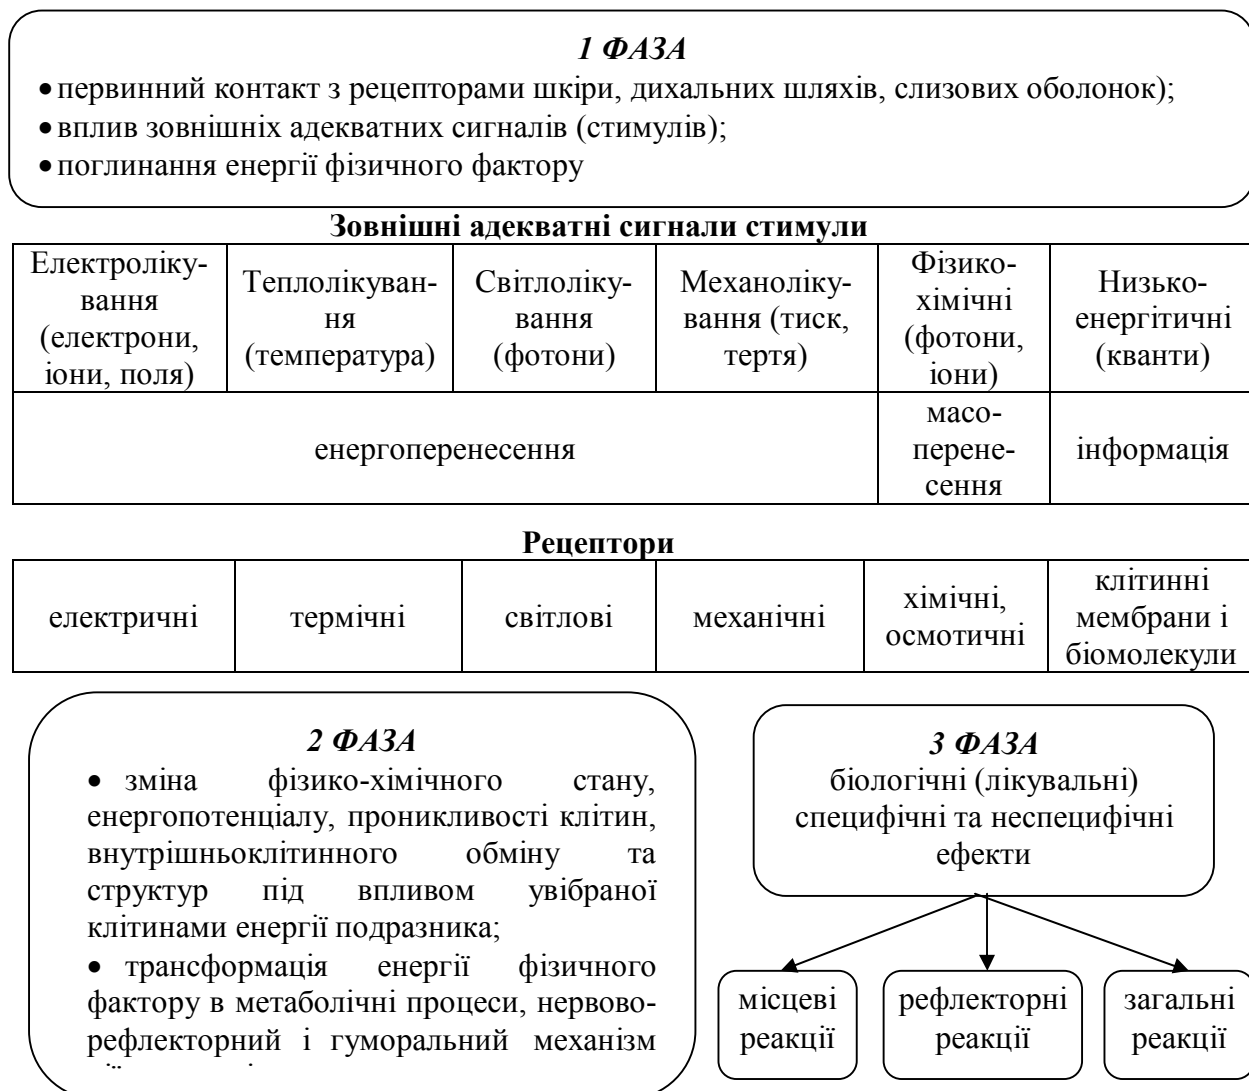 1 ФАЗА
• первинний контакт з рецепторами шкіри, дихальних шляхів, слизових оболонок);
• вплив зовнішніх адекватних сигналів (стимулів);
• поглинання енергії фізичного фактору
Зовнішні адекватні сигнали стимули
Електроліку-
вання
(електрони,
іони, поля)
Теплолікуван-
ня
(температура)
Світлоліку-
вання
(фотони)
Механоліку-
вання (тиск,
тертя)
Фізико-
хімічні
(фотони,
іони)
Низько-
енергітичні
(кванти)
енергоперенесення
масо-
перене-
сення
інформація
Рецептори
електричні
термічні
світлові
механічні
хімічні,
осмотичні
клітинні
мембрани і
біомолекули
2 ФАЗА
• зміна фізико-хімічного стану,
енергопотенціалу, проникливості клітин,
внутрішньоклітинного обміну та
структур під впливом увібраної
клітинами енергії подразника;
• трансформація енергії фізичного
фактору в метаболічні процеси, нервово-
рефлекторний і гуморальний механізм
3 ФАЗА
біологічні (лікувальні)
специфічні та неспецифічні
ефекти
місцеві
реакції
рефлекторні
реакції
загальні
реакції